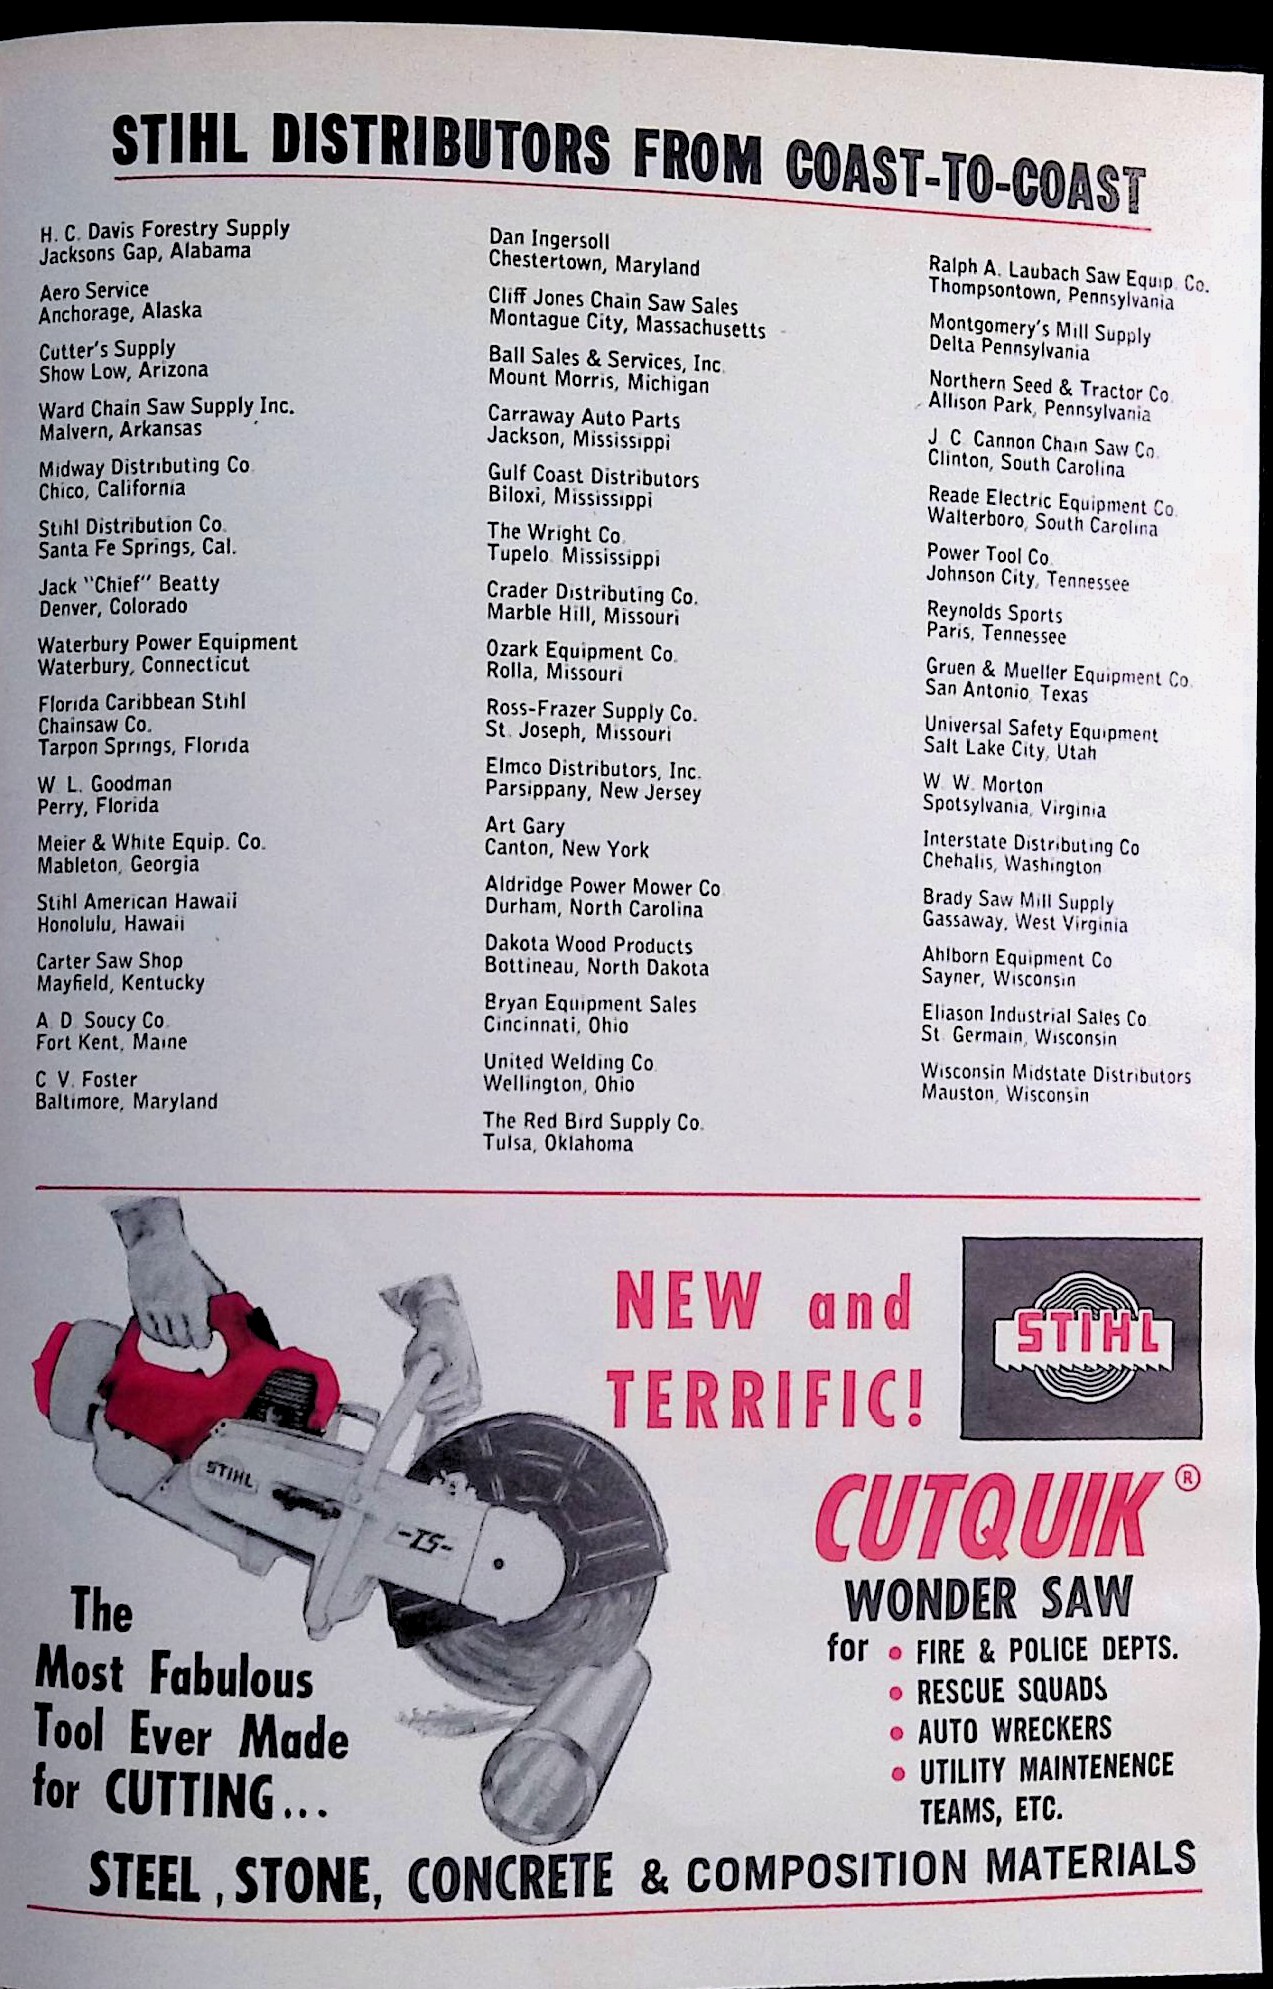 STIHL DISTRIBUTORS FROM COAST-TO-COAST
H. C. Davis Forestry Supply
Jacksons Gap, Alabama
Aero Service
Anchorage, Alaska
Cutter's Supply
Show Low, Arizona
Ward Chain Saw Supply Inc.
Malvern, Arkansas
Midway Distributing Co.
Chico, California
Stihl Distribution Co.
Santa Fe Springs, Cal.
Jack "Chief" Beatty
Denver, Colorado
Waterbury Power Equipment
Waterbury, Connecticut
Florida Caribbean Stihl
Chainsaw Co.
Tarpon Springs, Florida
W. L. Goodman
Perry, Florida
Meier & White Equip. Co.
Mableton, Georgia
Stihl American Hawaii
Honolulu, Hawaii
Carter Saw Shop
Mayfield, Kentucky
A. D. Soucy Co.
Fort Kent, Maine
C. V. Foster
Baltimore, Maryland
Dan Ingersoll
Chestertown, Maryland
Cliff Jones Chain Saw Sales
Montague City, Massachusetts
Ball Sales & Services, Inc.
Mount Morris, Michigan
Carraway Auto Parts
Jackson, Mississippi
Gulf Coast Distributors
Biloxi, Mississippi
The Wright Co.
Tupelo, Mississippi
Crader Distributing Co.
Marble Hill, Missouri
Ozark Equipment Co.
Rolla, Missouri
Ross-Frazer Supply Co.
St. Joseph, Missouri
Elmco Distributors, Inc.
Parsippany, New Jersey
Art Gary
Canton, New York
Aldridge Power Mower Co.
Durham, North Carolina
Dakota Wood Products
Bottineau, North Dakota
Bryan Equipment Sales
Cincinnati, Ohio
United Welding Co.
Wellington, Ohio
The Red Bird Supply Co.
Tulsa, Oklahoma
Ralph A. Laubach Saw Equip. Co.
Thompsontown, Pennsylvania
Montgomery's Mill Supply
Delta Pennsylvania
Northern Seed & Tractor Co.
Allison Park, Pennsylvania
J. C. Cannon Chain Saw Co.
Clinton, South Carolina
Reade Electric Equipment Co.
Walterboro, South Carolina
Power Tool Co.
Johnson City, Tennessee
Reynolds Sports
Paris, Tennessee
Gruen & Mueller Equipment Co.
San Antonio, Texas
Universal Safety Equipment
Salt Lake City, Utah
W. W. Morton
Spotsylvania, Virginia
Interstate Distributing Co.
Chehalis, Washington
Brady Saw Mill Supply
Gassaway, West Virginia
Ahlborn Equipment Co.
Sayner, Wisconsin
Eliason Industrial Sales Co.
St. Germain, Wisconsin
Wisconsin Midstate Distributors
Mauston, Wisconsin
NEW and
TERRIFIC!
STIHL
STIHL
-TS-
CUTQUIK®
WONDER SAW
for • FIRE & POLICE DEPTS.
• RESCUE SQUADS
• AUTO WRECKERS
• UTILITY MAINTENENCE
TEAMS, ETC.
The
Most Fabulous
Tool Ever Made
for CUTTING...
STEEL, STONE, CONCRETE & COMPOSITION MATERIALS